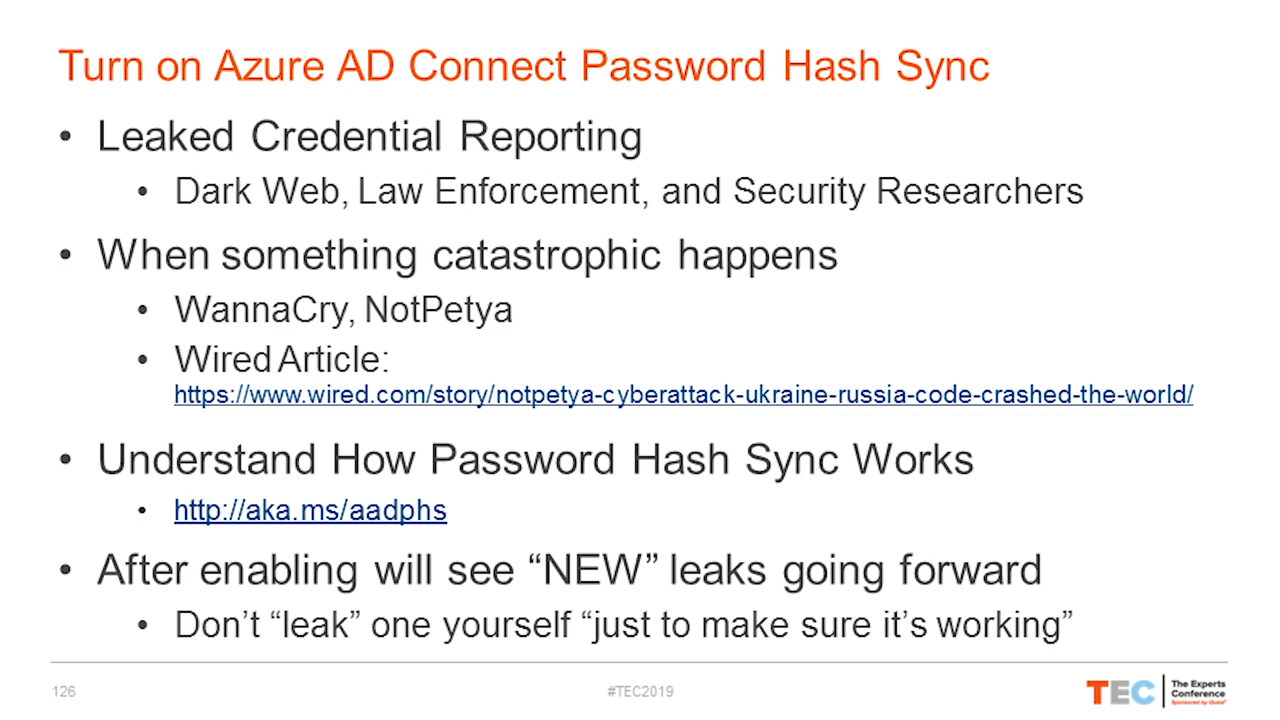 Turn on Azure AD Connect Password Hash Sync
• Leaked Credential Reporting
• Dark Web, Law Enforcement, and Security Researchers
• When something catastrophic happens
• WannaCry, NotPetya
• Wired Article:
https://www.wired.com/story/notpetya-cyberattack-ukraine-russia-code-crashed-the-world/
• Understand How Password Hash Sync Works
• http://aka.ms/aadphs
• After enabling will see “NEW” leaks going forward
• Don’t “leak” one yourself “just to make sure it’s working”
126
#TEC2019
TEC
The Experts
Conference
Sponsored by Quest